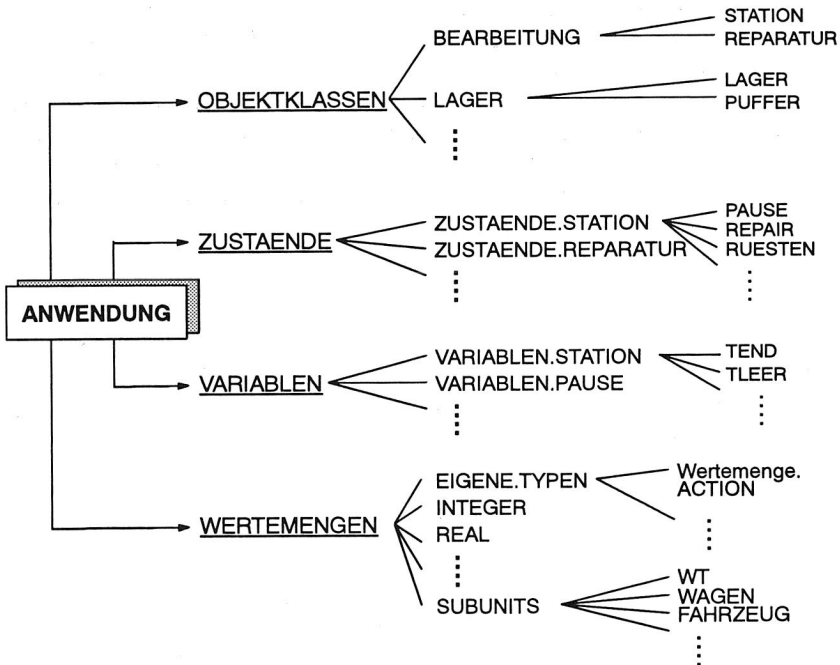 STATION
BEARBEITUNG
REPARATUR
OBJEKTKLASSEN
LAGER
LAGER
PUFFER
ZUSTAENDE
ZUSTAENDE.STATION
ZUSTAENDE.REPARATUR
PAUSE
REPAIR
RUESTEN
ANWENDUNG
VARIABLEN
VARIABLEN.STATION
VARIABLEN.PAUSE
TEND
TLEER
WERTEMENGEN
EIGENE.TYPEN
INTEGER
REAL
SUBUNITS
Wertemenge.
ACTION
WT
WAGEN
FAHRZEUG